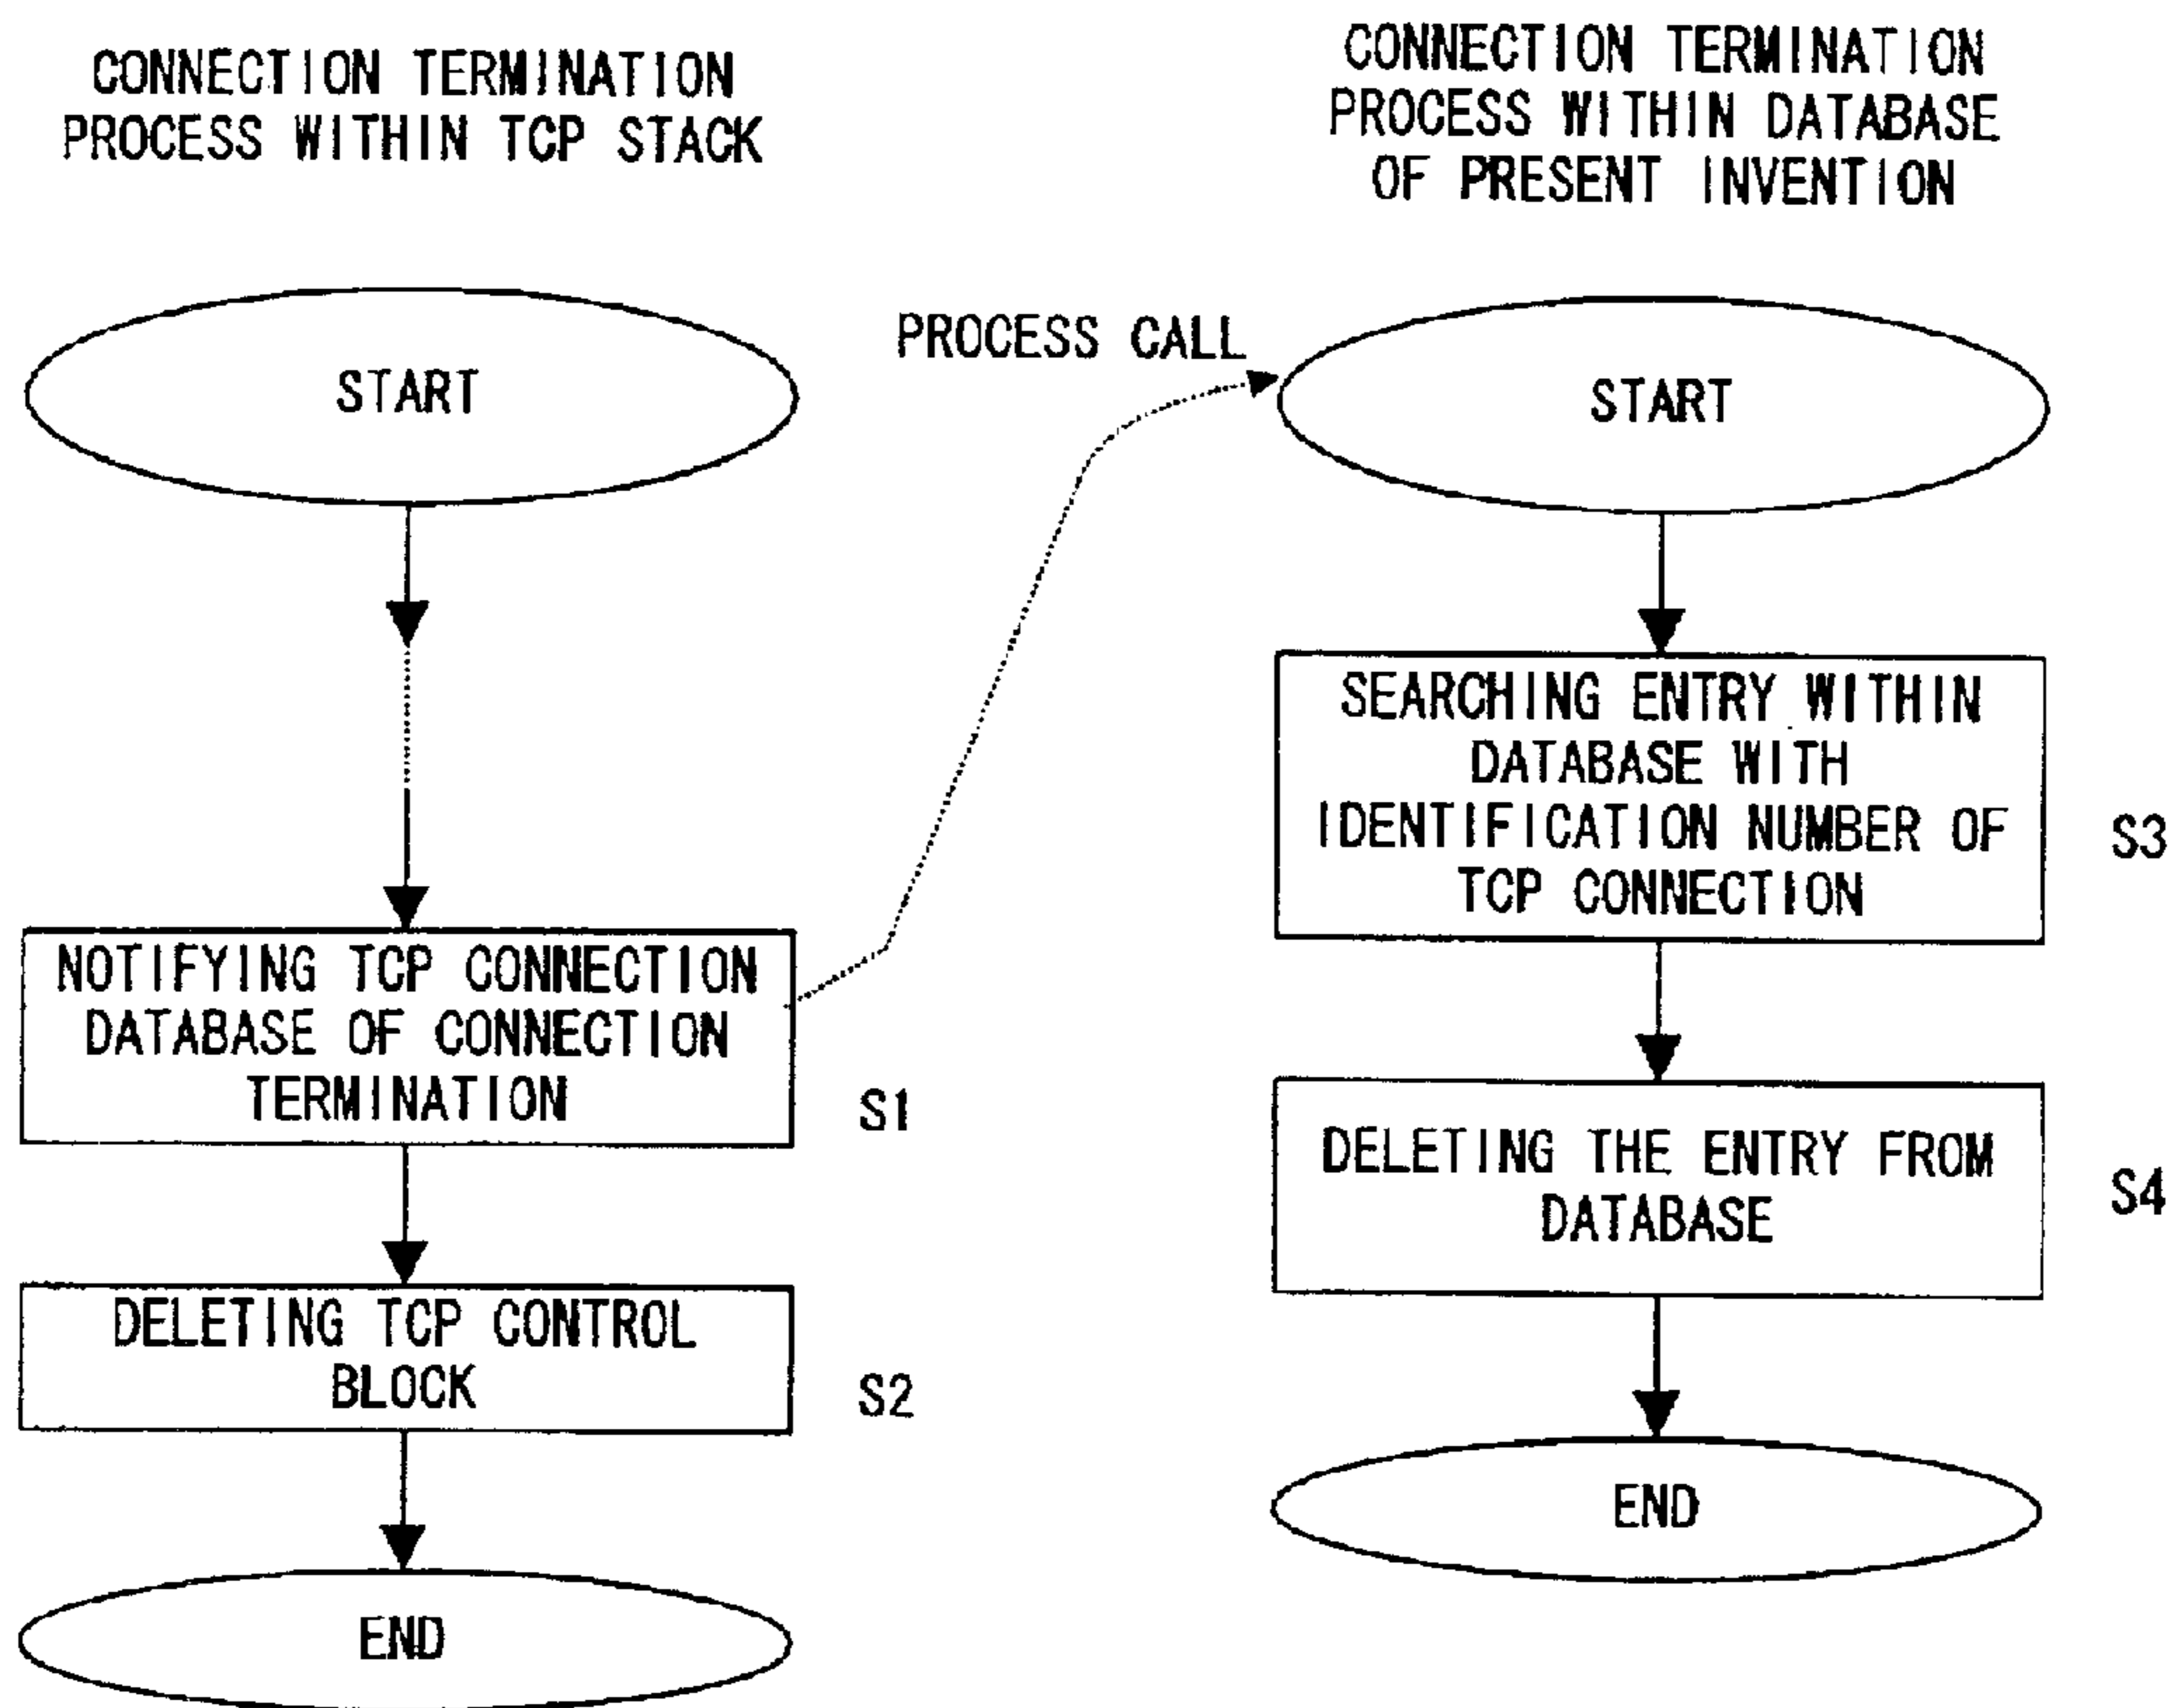 CONNECTION TERMINATION
PROCESS WITHIN TCP STACK
START
NOTIFYING TCP CONNECTION
DATABASE OF CONNECTION
TERMINATION
S1
DELETING TCP CONTROL
BLOCK
S2
END
PROCESS CALL
CONNECTION TERMINATION
PROCESS WITHIN DATABASE
OF PRESENT INVENTION
START
SEARCHING ENTRY WITHIN
DATABASE WITH
IDENTIFICATION NUMBER OF
TCP CONNECTION
S3
DELETING THE ENTRY FROM
DATABASE
S4
END